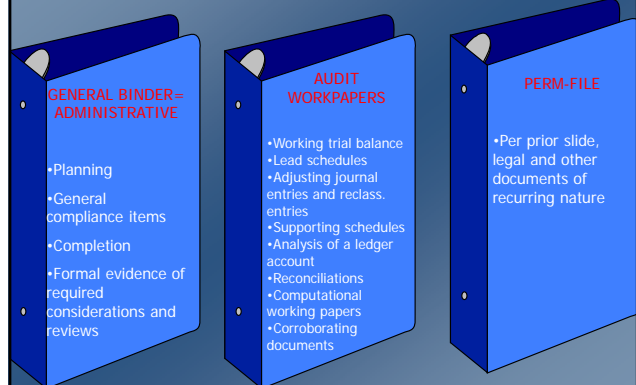 GENERAL BINDER=
ADMINISTRATIVE
•Planning
•General
compliance items
•Completion
•Formal evidence of
required
considerations and
reviews
AUDIT
WORKPAPERS
•Working trial balance
•Lead schedules
•Adjusting journal
entries and reclass.
entries
•Supporting schedules
•Analysis of a ledger
account
•Reconciliations
•Computational
working papers
•Corroborating
documents
PERM-FILE
•Per prior slide,
legal and other
documents of
recurring nature